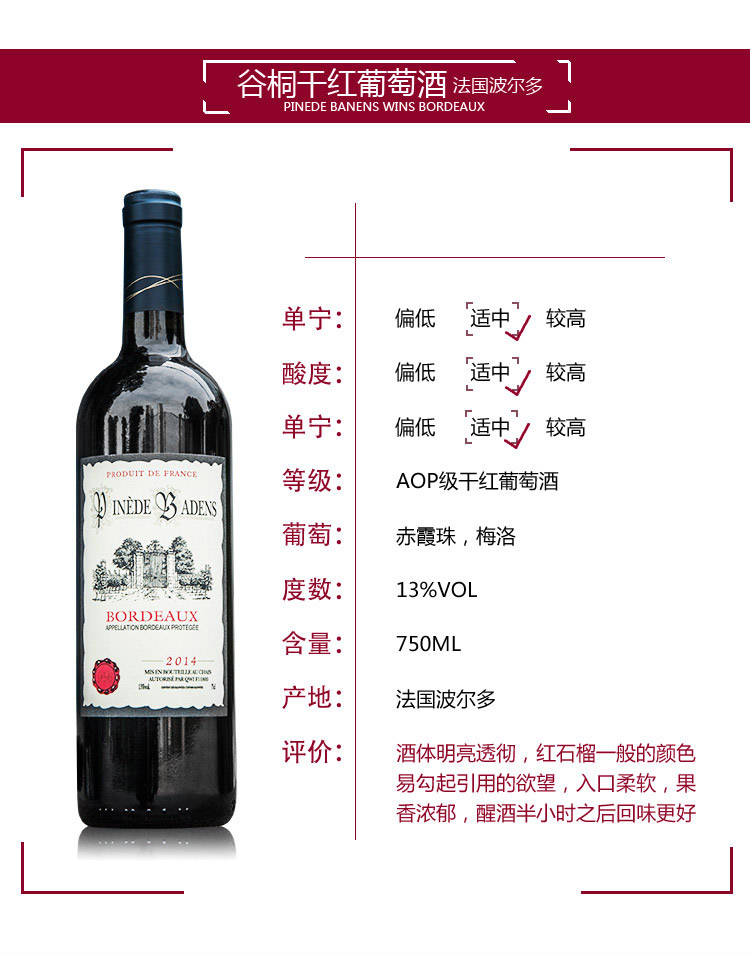 谷桐干红葡萄酒 法国波尔多
PINEDE BANENS WINS BORDEAUX
PRODUIT DE FRANCE
PINÈDE BADENS
BORDEAUX
APPELLATION BORDEAUX PROTÉGÉE
2014
MIS EN BOUTEILLE AU CHAIS
单宁： 偏低 适中 较高
酸度： 偏低 适中 较高
单宁： 偏低 适中 较高
等级： AOP级干红葡萄酒
葡萄： 赤霞珠，梅洛
度数： 13%VOL
含量： 750ML
产地： 法国波尔多
评价： 酒体明亮透彻，红石榴一般的颜色
易勾起引用的欲望，入口柔软，果
香浓郁，醒酒半小时之后回味更好